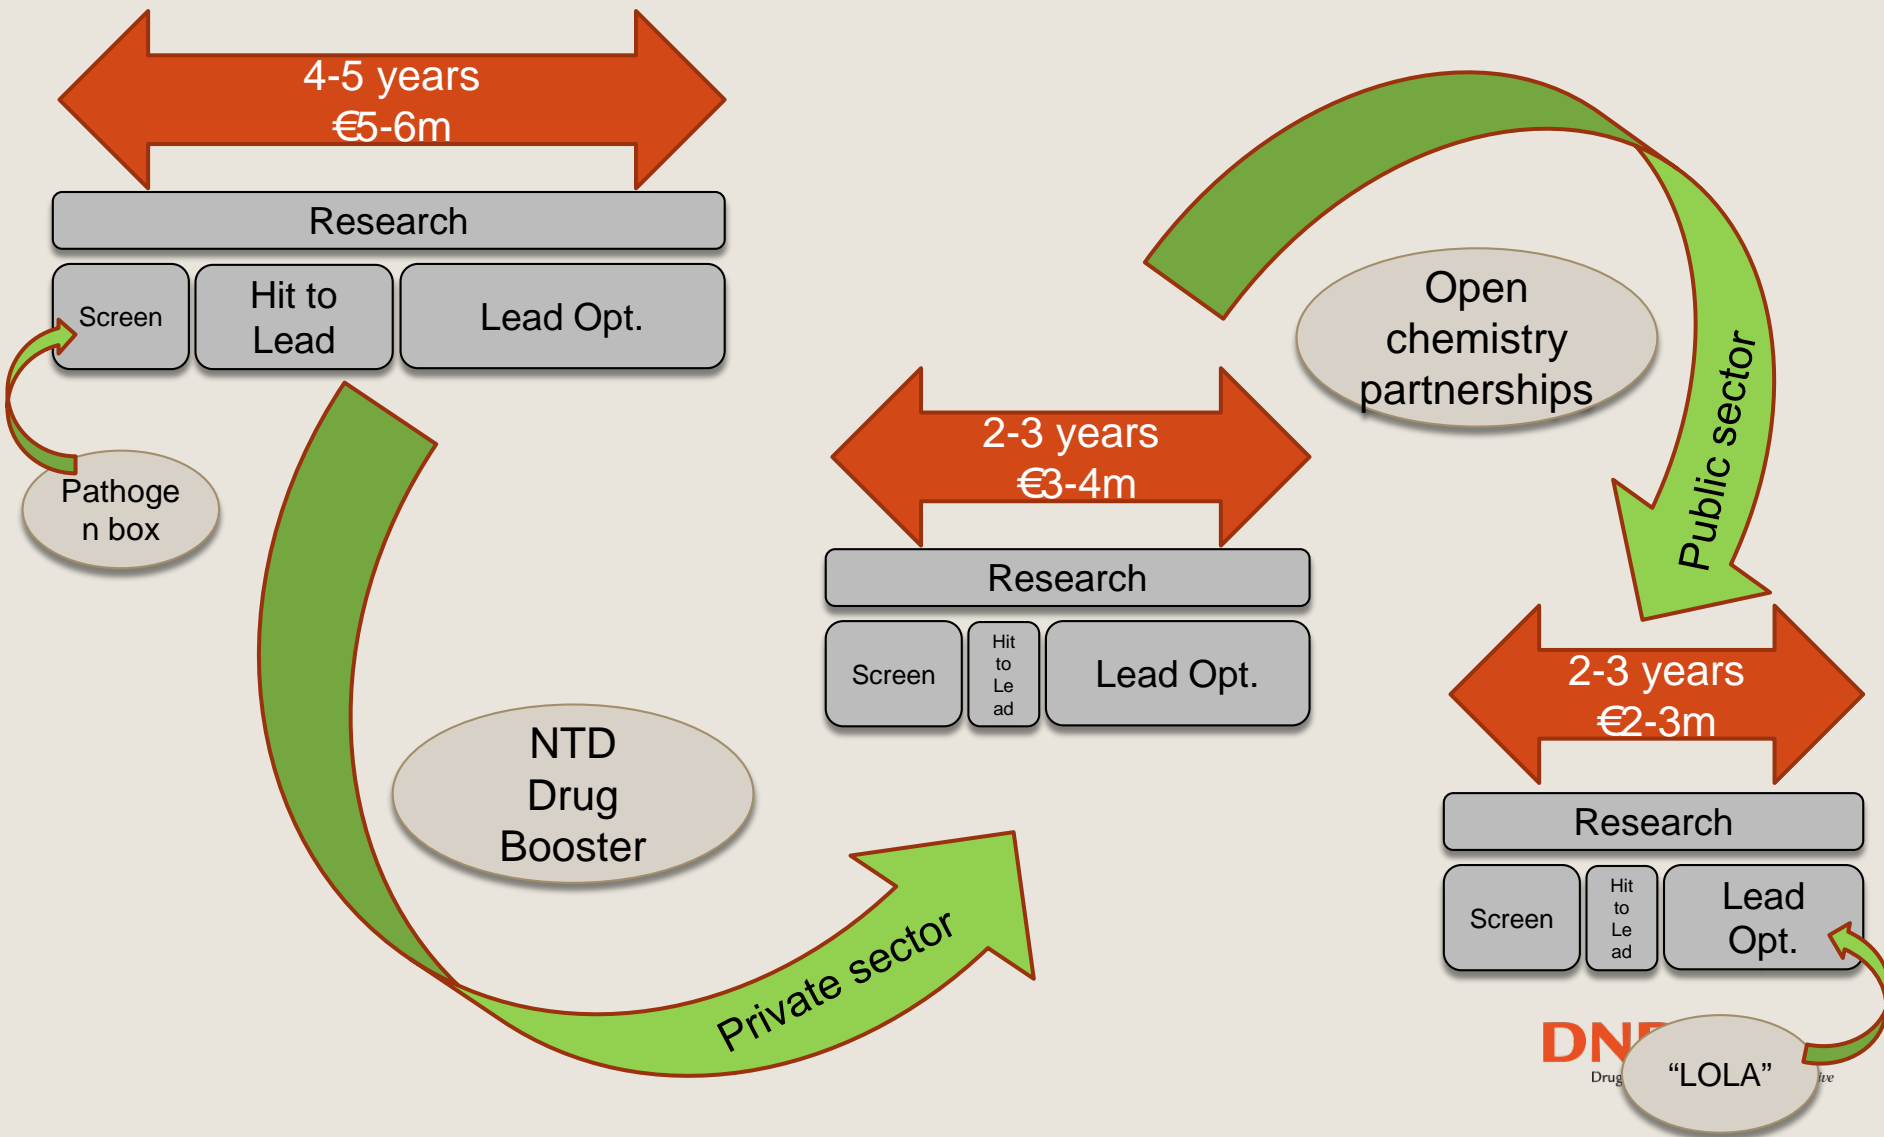 4-5 years
€5-6m
Research
Screen
Hit to
Lead
Lead Opt.
Pathoge
n box
NTD
Drug
Booster
Private sector
2-3 years
€3-4m
Research
Screen
Hit
to
Le
ad
Lead Opt.
Open
chemistry
partnerships
Public sector
2-3 years
€2-3m
Research
Screen
Hit
to
Le
ad
Lead
Opt.
Drug
“LOLA”